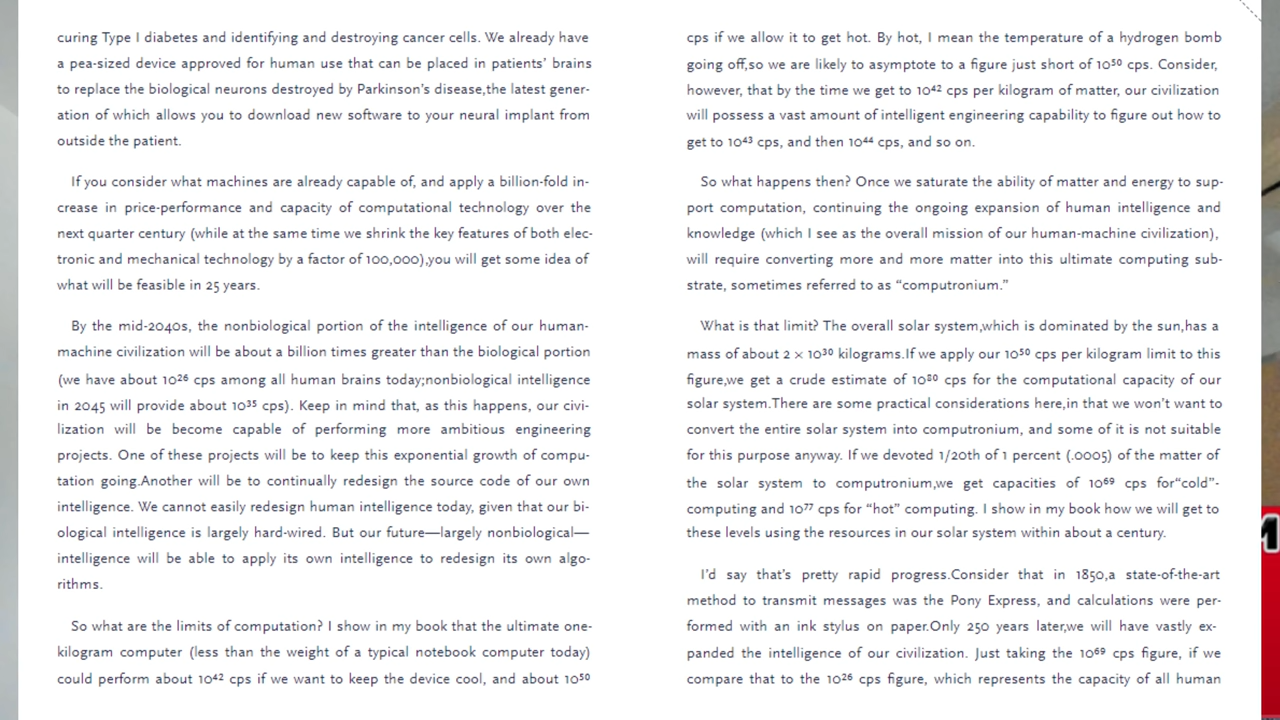 curing Type I diabetes and identifying and destroying cancer cells. We already have
a pea-sized device approved for human use that can be placed in patients’ brains
to replace the biological neurons destroyed by Parkinson’s disease,the latest gener-
ation of which allows you to download new software to your neural implant from
outside the patient.
If you consider what machines are already capable of, and apply a billion-fold in-
crease in price-performance and capacity of computational technology over the
next quarter century (while at the same time we shrink the key features of both elec-
tronic and mechanical technology by a factor of 100,000),you will get some idea of
what will be feasible in 25 years.
By the mid-2040s, the nonbiological portion of the intelligence of our human-
machine civilization will be about a billion times greater than the biological portion
(we have about 10²⁶ cps among all human brains today;nonbiological intelligence
in 2045 will provide about 10³⁵ cps). Keep in mind that, as this happens, our civi-
lization will be become capable of performing more ambitious engineering
projects. One of these projects will be to keep this exponential growth of compu-
tation going.Another will be to continually redesign the source code of our own
intelligence. We cannot easily redesign human intelligence today, given that our bi-
ological intelligence is largely hard-wired. But our future—largely nonbiological—
intelligence will be able to apply its own intelligence to redesign its own algo-
rithms.
So what are the limits of computation? I show in my book that the ultimate one-
kilogram computer (less than the weight of a typical notebook computer today)
could perform about 10⁴² cps if we want to keep the device cool, and about 10⁵⁰
cps if we allow it to get hot. By hot, I mean the temperature of a hydrogen bomb
going off,so we are likely to asymptote to a figure just short of 10⁵⁰ cps. Consider,
however, that by the time we get to 10⁴² cps per kilogram of matter, our civilization
will possess a vast amount of intelligent engineering capability to figure out how to
get to 10⁴³ cps, and then 10⁴⁴ cps, and so on.
So what happens then? Once we saturate the ability of matter and energy to sup-
port computation, continuing the ongoing expansion of human intelligence and
knowledge (which I see as the overall mission of our human-machine civilization),
will require converting more and more matter into this ultimate computing sub-
strate, sometimes referred to as “computronium.”
What is that limit? The overall solar system,which is dominated by the sun,has a
mass of about 2 × 10³⁰ kilograms.If we apply our 10⁵⁰ cps per kilogram limit to this
figure,we get a crude estimate of 10⁸⁰ cps for the computational capacity of our
solar system.There are some practical considerations here,in that we won’t want to
convert the entire solar system into computronium, and some of it is not suitable
for this purpose anyway. If we devoted 1/20th of 1 percent (.0005) of the matter of
the solar system to computronium,we get capacities of 10⁶⁹ cps for“cold”-
computing and 10⁷⁷ cps for “hot” computing. I show in my book how we will get to
these levels using the resources in our solar system within about a century.
I’d say that’s pretty rapid progress.Consider that in 1850,a state-of-the-art
method to transmit messages was the Pony Express, and calculations were per-
formed with an ink stylus on paper.Only 250 years later,we will have vastly ex-
panded the intelligence of our civilization. Just taking the 10⁶⁹ cps figure, if we
compare that to the 10²⁶ cps figure, which represents the capacity of all human